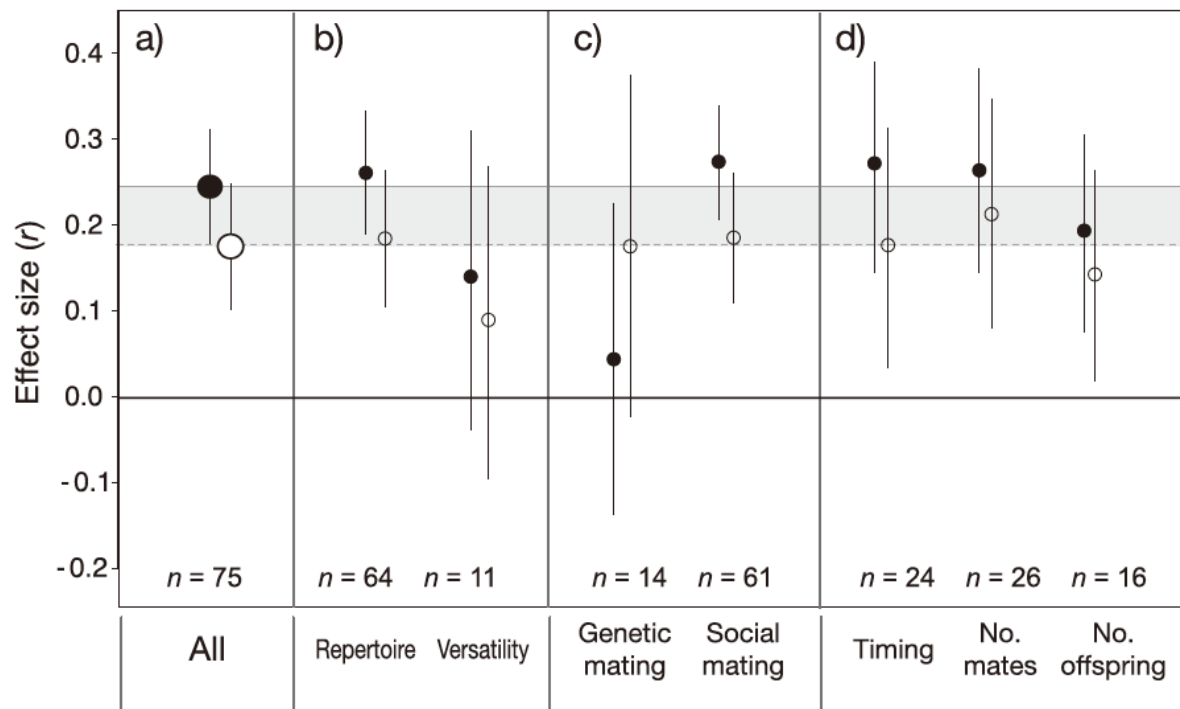 a)
b)
c)
d)
0.4
0.3
0.2
0.1
0.0
-0.1
-0.2
Effect size (r)
n = 75
n = 64
n = 11
n = 14
n = 61
n = 24
n = 26
n = 16
All
Repertoire
Versatility
Genetic
mating
Social
mating
Timing
No.
mates
No.
offspring